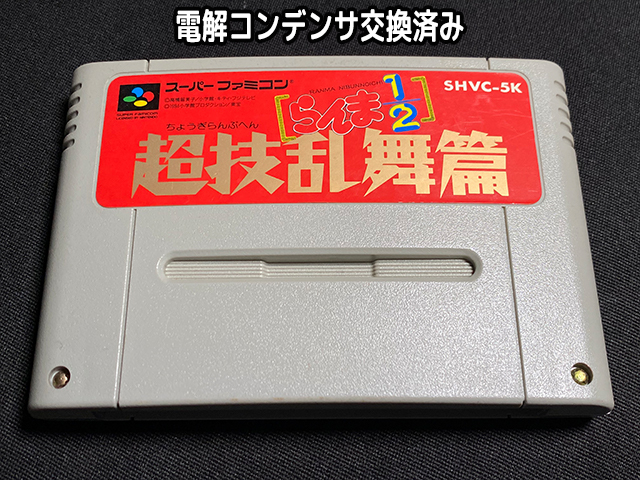 電解コンデンサ交換済み
スーパーファミコン
SHVC-5K
RANMA NIBUNNOICHI
[らんま1/2]
ちょうぎらんぶへん
超技乱舞篇